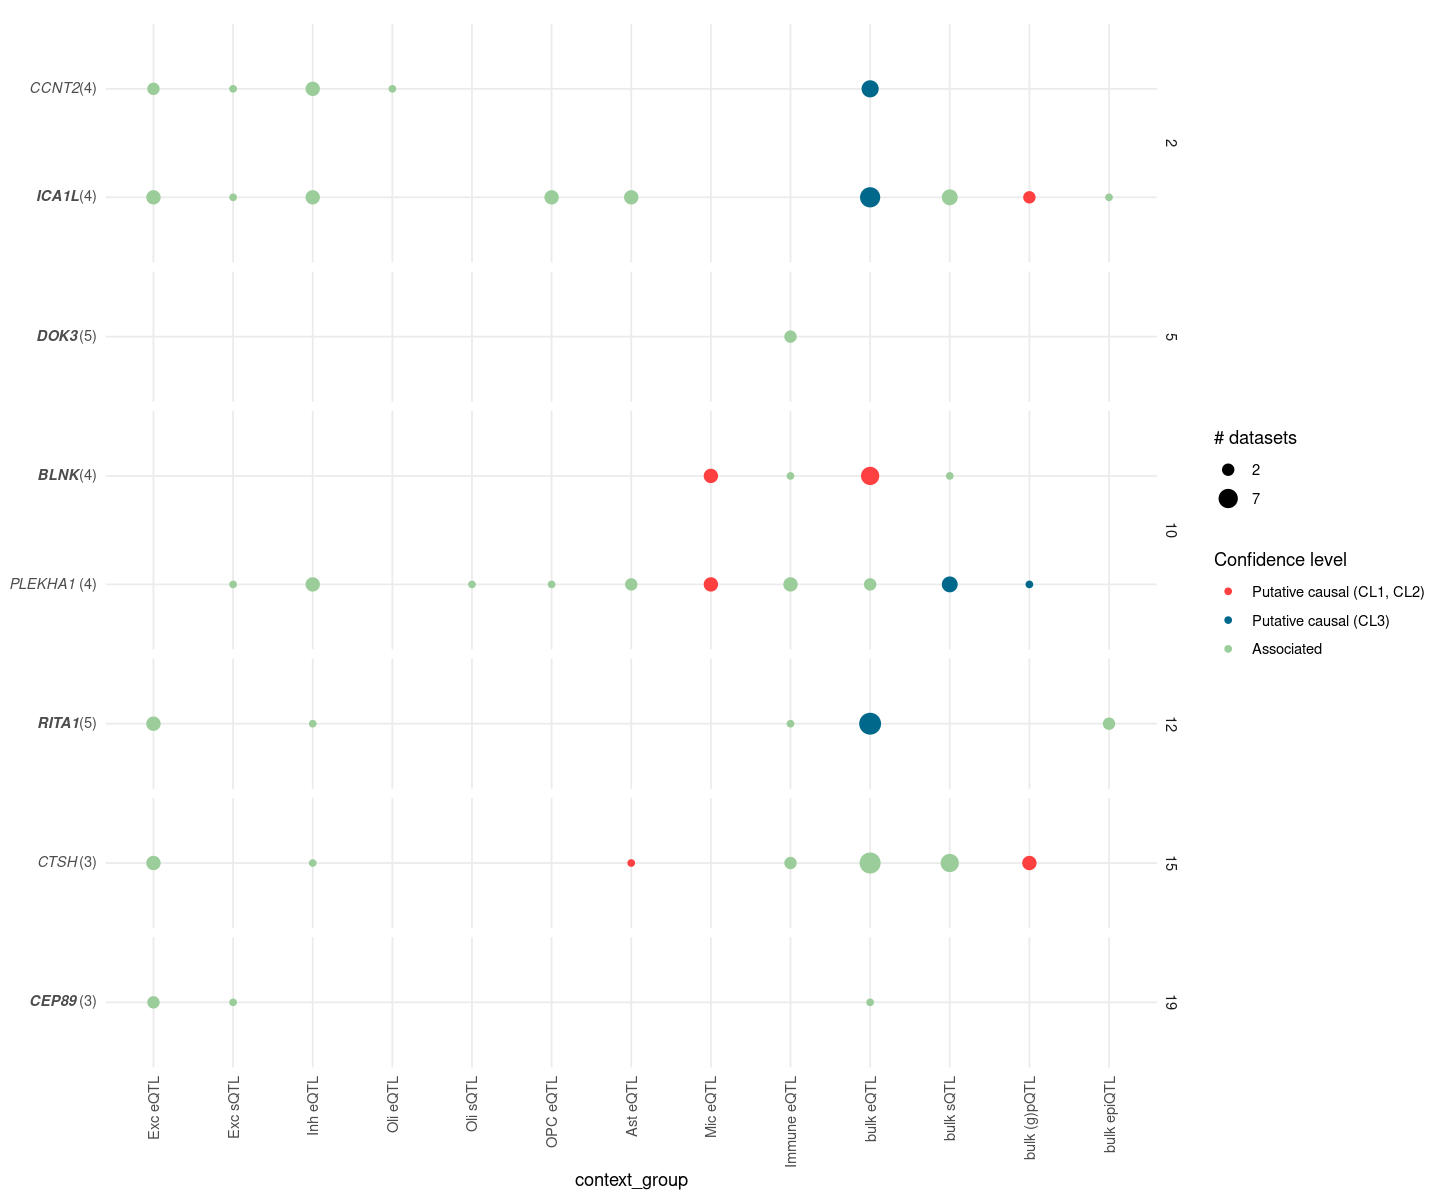 CCNT2(4)
2
ICA1L(4)
DOK3(5)
5
BLNK(4)
10
PLEKHA1 (4)
RITA1(5)
12
CTSH(3)
15
CEP89(3)
19
Exc eQTL
Exc sQTL
Inh eQTL
Oli eQTL
Oli sQTL
OPC eQTL
Ast eQTL
Mic eQTL
Immune eQTL
bulk eQTL
bulk sQTL
bulk (g)pQTL
bulk epiQTL
context_group
# datasets
2
7
Confidence level
Putative causal (CL1, CL2)
Putative causal (CL3)
Associated